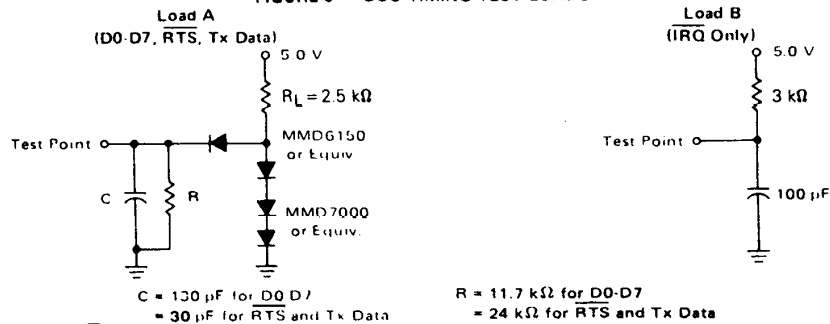 Load A
(D0-D7, RTS, Tx Data)
5.0 V
RL = 2.5 kΩ
Test Point
MMD6150
or Equiv
C
R
MMD7000
or Equiv.
C = 130 pF for D0-D7
= 30 pF for RTS and Tx Data
Load B
(IRQ Only)
5.0 V
3 kΩ
Test Point
100 pF
R = 11.7 kΩ for D0-D7
= 24 kΩ for RTS and Tx Data